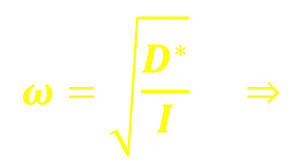 ω = √(D*/I) ⇒